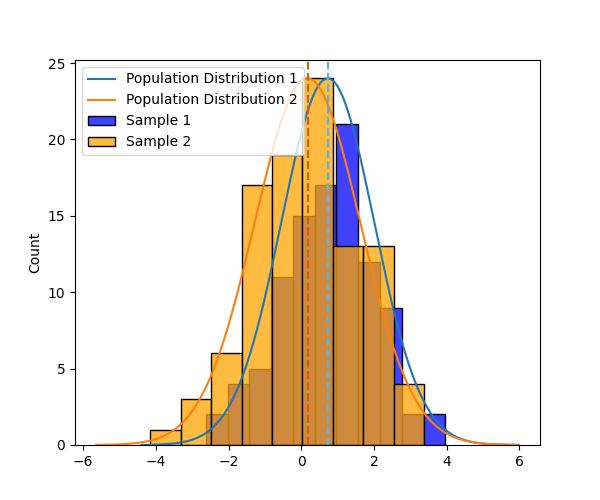 25
20
15
10
5
0
Count
Population Distribution 1
Population Distribution 2
Sample 1
Sample 2
−6 −4 −2 0 2 4 6